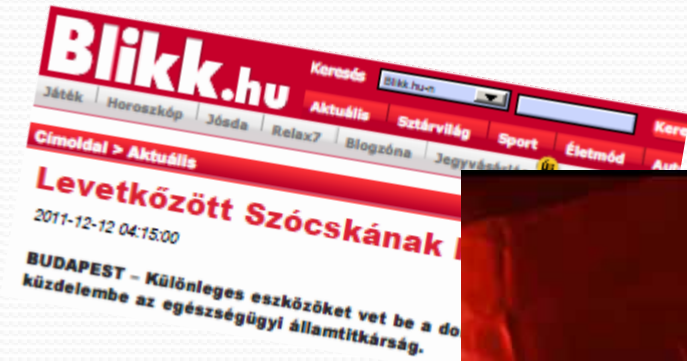 Blikk.hu
Keresés Blikk.hu-n
Aktuális Sztárvilág Sport Életmód
Játék Horoszkóp Jósda Relax7 Blogzóna
Címoldal > Aktuális
Levetkőzött Szócskának
2011-12-12 04:15:00
BUDAPEST – Különleges eszközöket vet be a
küzdelembe az egészségügyi államtitkárság.